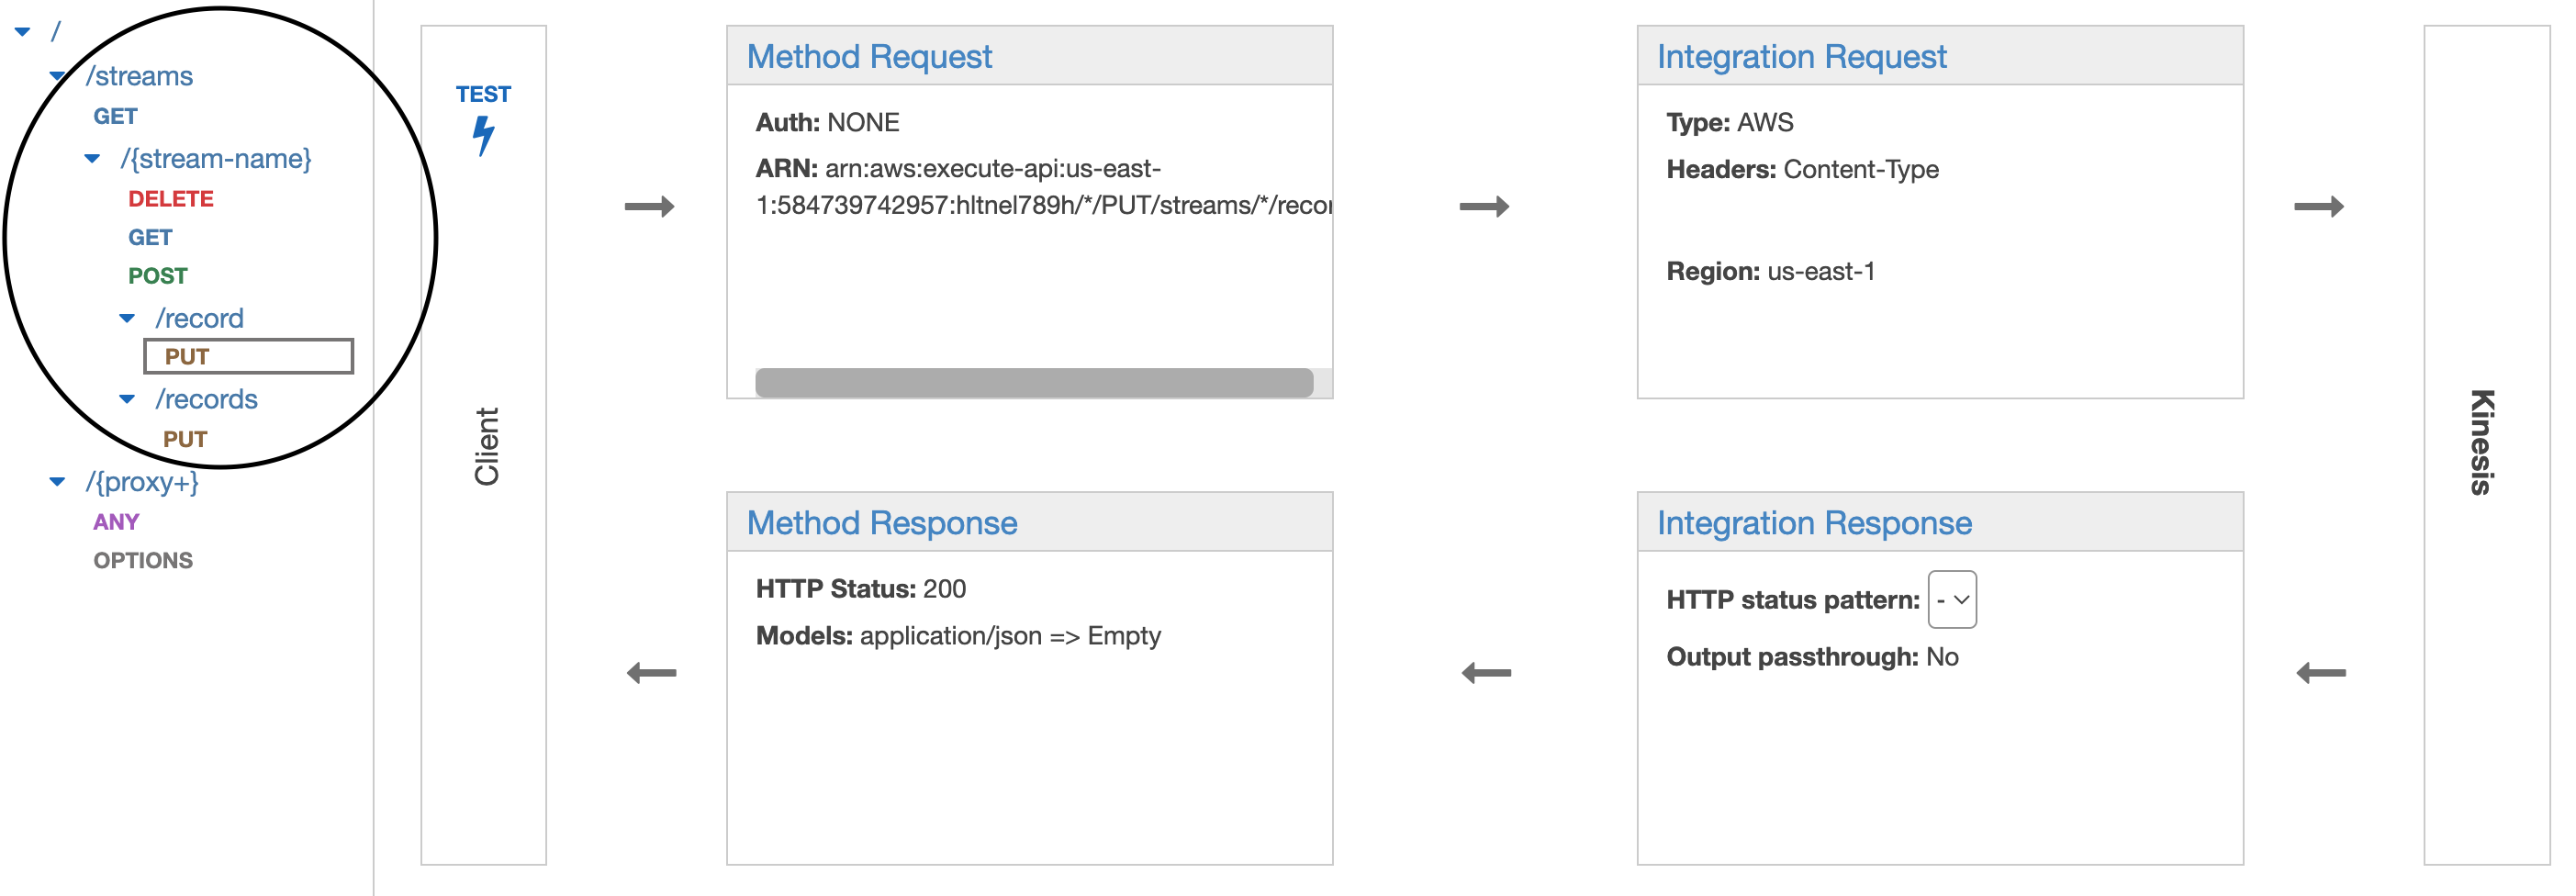 /
/streams
GET
/{stream-name}
DELETE
GET
POST
/record
PUT
/records
PUT
/{proxy+}
ANY
OPTIONS
TEST
Client
Method Request
Auth: NONE
ARN: arn:aws:execute-api:us-east-
1:584739742957:hltnel789h/*/PUT/streams/*/recor
Integration Request
Type: AWS
Headers: Content-Type
Region: us-east-1
Method Response
HTTP Status: 200
Models: application/json => Empty
Integration Response
HTTP status pattern: -
Output passthrough: No
Kinesis